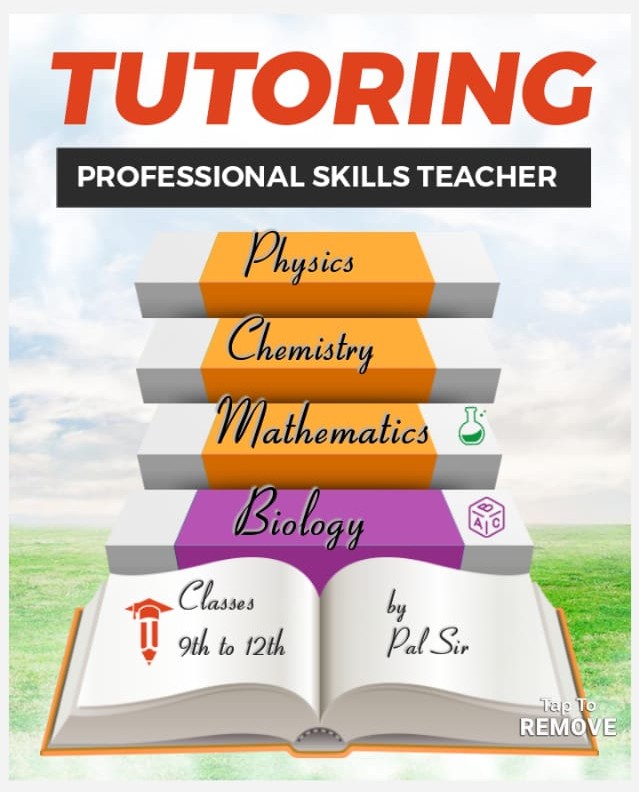 TUTORING
PROFESSIONAL SKILLS TEACHER
Physics
Chemistry
Mathematics
Biology
B
A C
Classes
9th to 12th
by
Pal Sir
Tap To
REMOVE